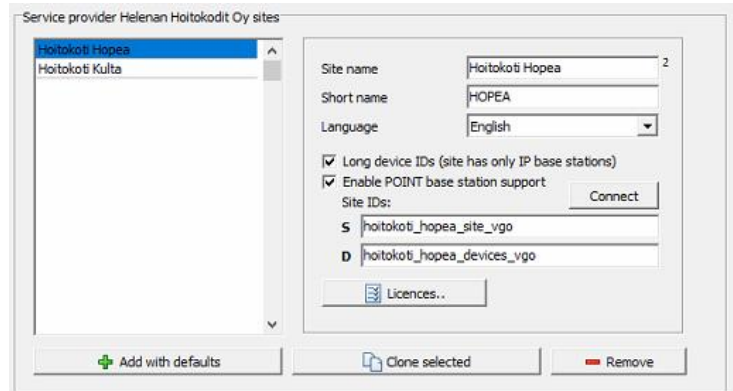 Service provider Helenan Hoitokodit Oy sites
Hoitokoti Hopea
Hoitokoti Kulta
Site name Hoitokoti Hopea 2
Short name HOPEA
Language English
Long device IDs (site has only IP base stations)
Enable POINT base station support
Site IDs: Connect
S hoitokoti_hopea_site_vgo
D hoitokoti_hopea_devices_vgo
Licences..
Add with defaults Clone selected Remove